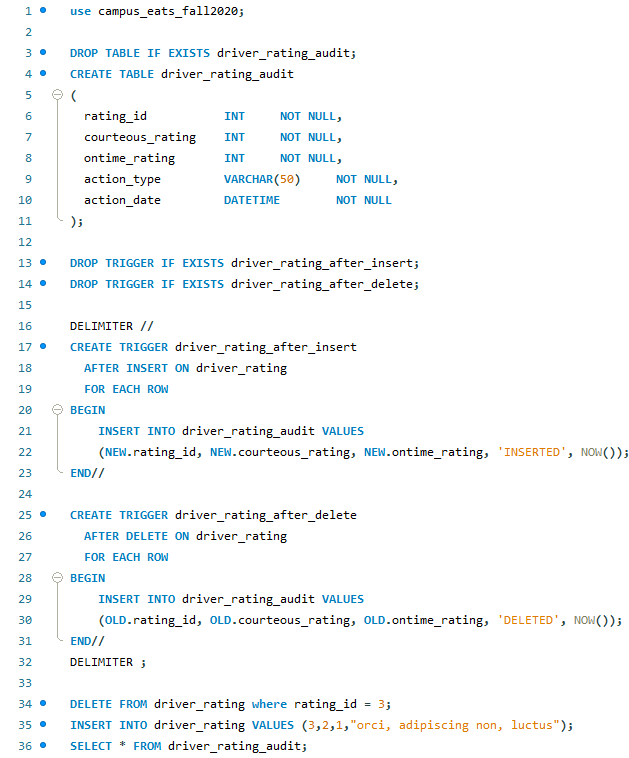 1 use campus_eats_fall2020;
2
3 DROP TABLE IF EXISTS driver_rating_audit;
4 CREATE TABLE driver_rating_audit
5 (
6 rating_id INT NOT NULL,
7 courteous_rating INT NOT NULL,
8 ontime_rating INT NOT NULL,
9 action_type VARCHAR(50) NOT NULL,
10 action_date DATETIME NOT NULL
11 );
12
13 DROP TRIGGER IF EXISTS driver_rating_after_insert;
14 DROP TRIGGER IF EXISTS driver_rating_after_delete;
15
16 DELIMITER //
17 CREATE TRIGGER driver_rating_after_insert
18 AFTER INSERT ON driver_rating
19 FOR EACH ROW
20 BEGIN
21 INSERT INTO driver_rating_audit VALUES
22 (NEW.rating_id, NEW.courteous_rating, NEW.ontime_rating, 'INSERTED', NOW());
23 END//
24
25 CREATE TRIGGER driver_rating_after_delete
26 AFTER DELETE ON driver_rating
27 FOR EACH ROW
28 BEGIN
29 INSERT INTO driver_rating_audit VALUES
30 (OLD.rating_id, OLD.courteous_rating, OLD.ontime_rating, 'DELETED', NOW());
31 END//
32 DELIMITER ;
33
34 DELETE FROM driver_rating where rating_id = 3;
35 INSERT INTO driver_rating VALUES (3,2,1,"orci, adipiscing non, luctus");
36 SELECT * FROM driver_rating_audit;